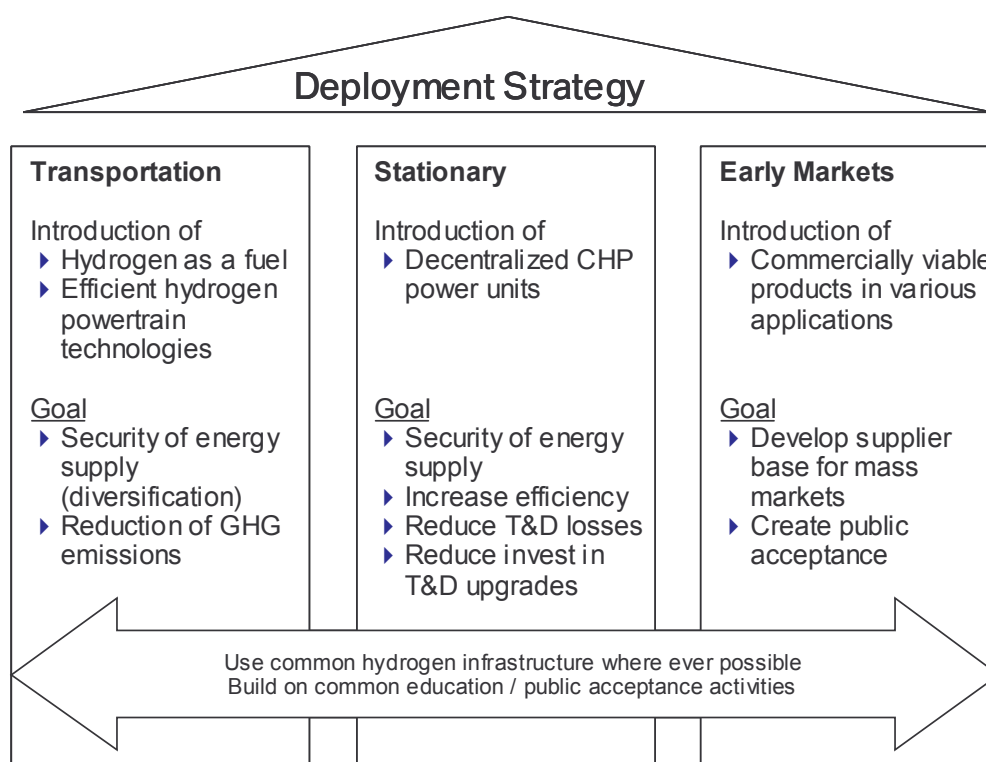 Deployment Strategy
Transportation
Introduction of
Hydrogen as a fuel
Efficient hydrogen
powertrain
technologies
Goal
Security of energy
supply
(diversification)
Reduction of GHG
emissions
Stationary
Introduction of
Decentralized CHP
power units
Goal
Security of energy
supply
Increase efficiency
Reduce T&D losses
Reduce invest in
T&D upgrades
Early Markets
Introduction of
Commercially viable
products in various
applications
Goal
Develop supplier
base for mass
markets
Create public
acceptance
Use common hydrogen infrastructure where ever possible
Build on common education / public acceptance activities